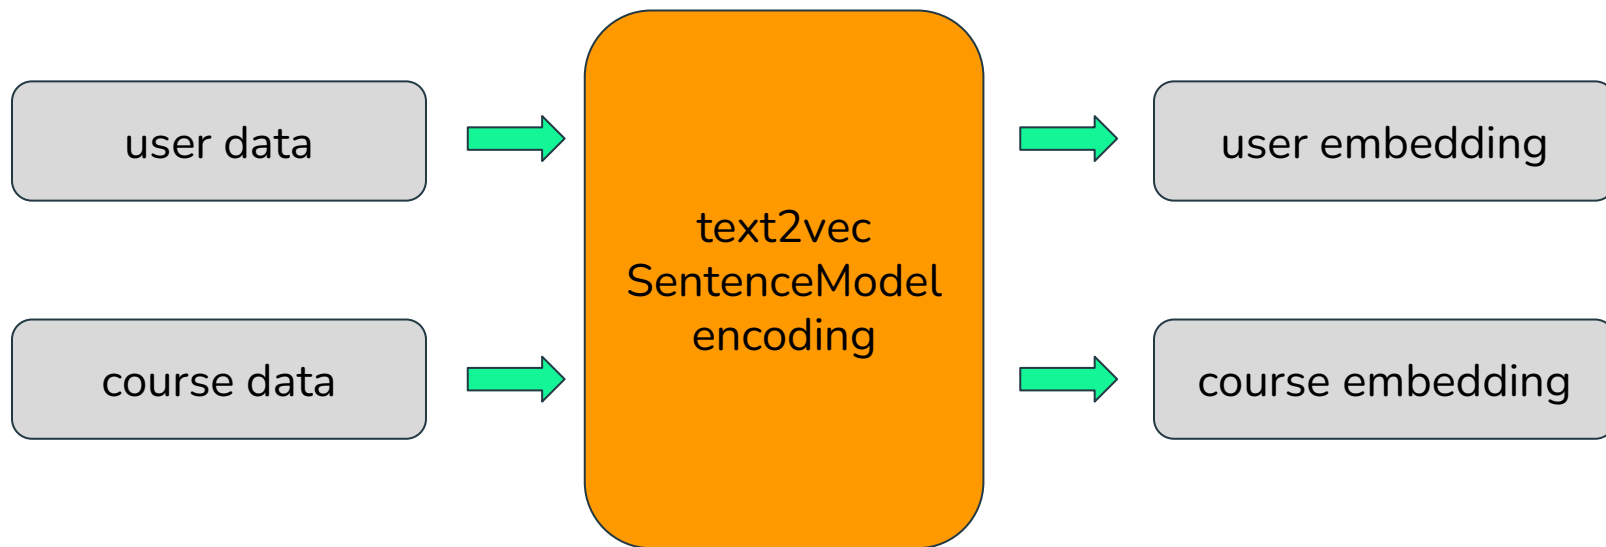 user data
course data
text2vec
SentenceModel
encoding
user embedding
course embedding